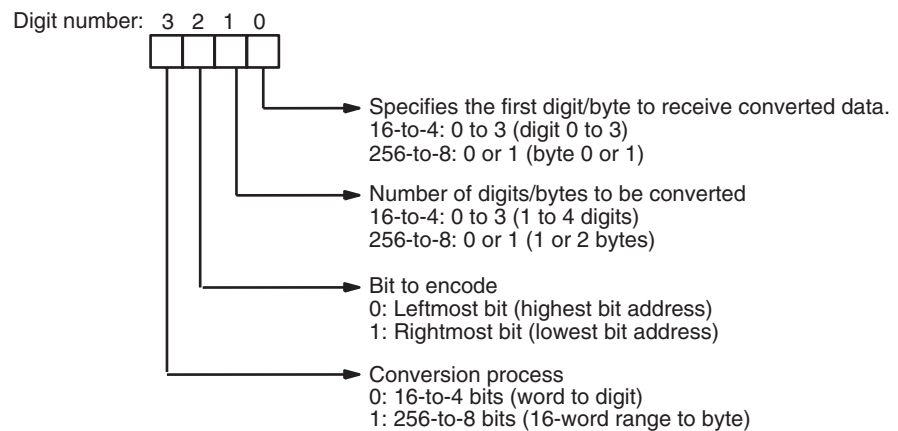 Digit number: 3 2 1 0
Specifies the first digit/byte to receive converted data.
16-to-4: 0 to 3 (digit 0 to 3)
256-to-8: 0 or 1 (byte 0 or 1)
Number of digits/bytes to be converted
16-to-4: 0 to 3 (1 to 4 digits)
256-to-8: 0 or 1 (1 or 2 bytes)
Bit to encode
0: Leftmost bit (highest bit address)
1: Rightmost bit (lowest bit address)
Conversion process
0: 16-to-4 bits (word to digit)
1: 256-to-8 bits (16-word range to byte)